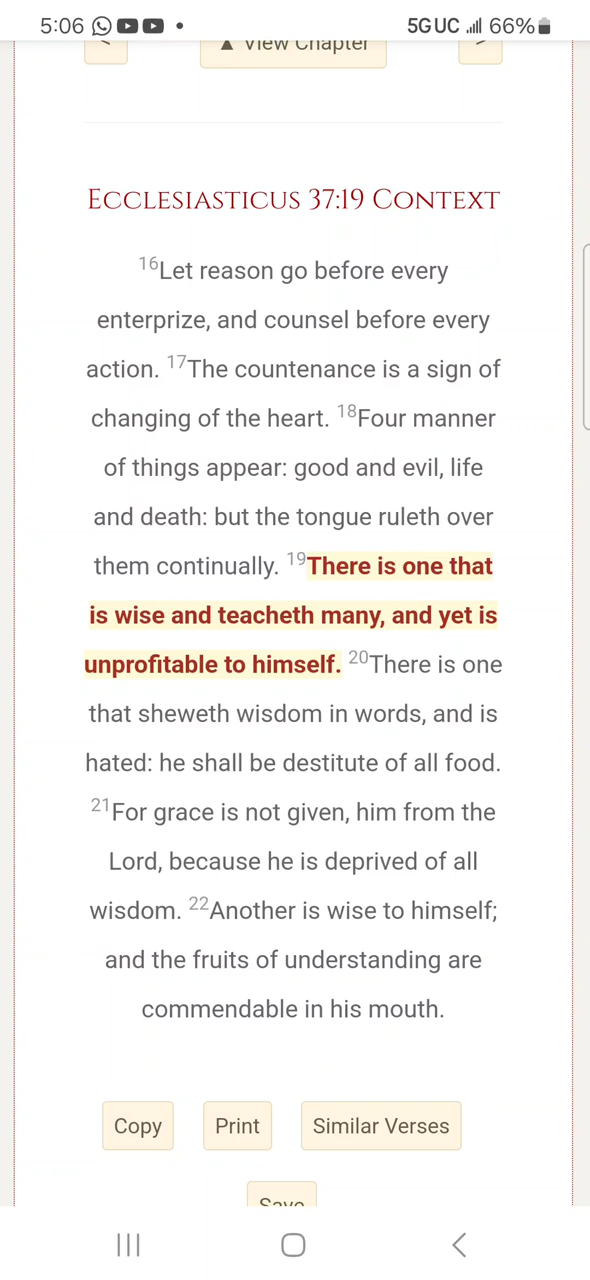 5:06 5G UC 66%
< ▲ View Chapter >
Ecclesiasticus 37:19 Context
16Let reason go before every
enterprize, and counsel before every
action. 17The countenance is a sign of
changing of the heart. 18Four manner
of things appear: good and evil, life
and death: but the tongue ruleth over
them continually. 19There is one that
is wise and teacheth many, and yet is
unprofitable to himself. 20There is one
that sheweth wisdom in words, and is
hated: he shall be destitute of all food.
21For grace is not given, him from the
Lord, because he is deprived of all
wisdom. 22Another is wise to himself;
and the fruits of understanding are
commendable in his mouth.
Copy Print Similar Verses
Save